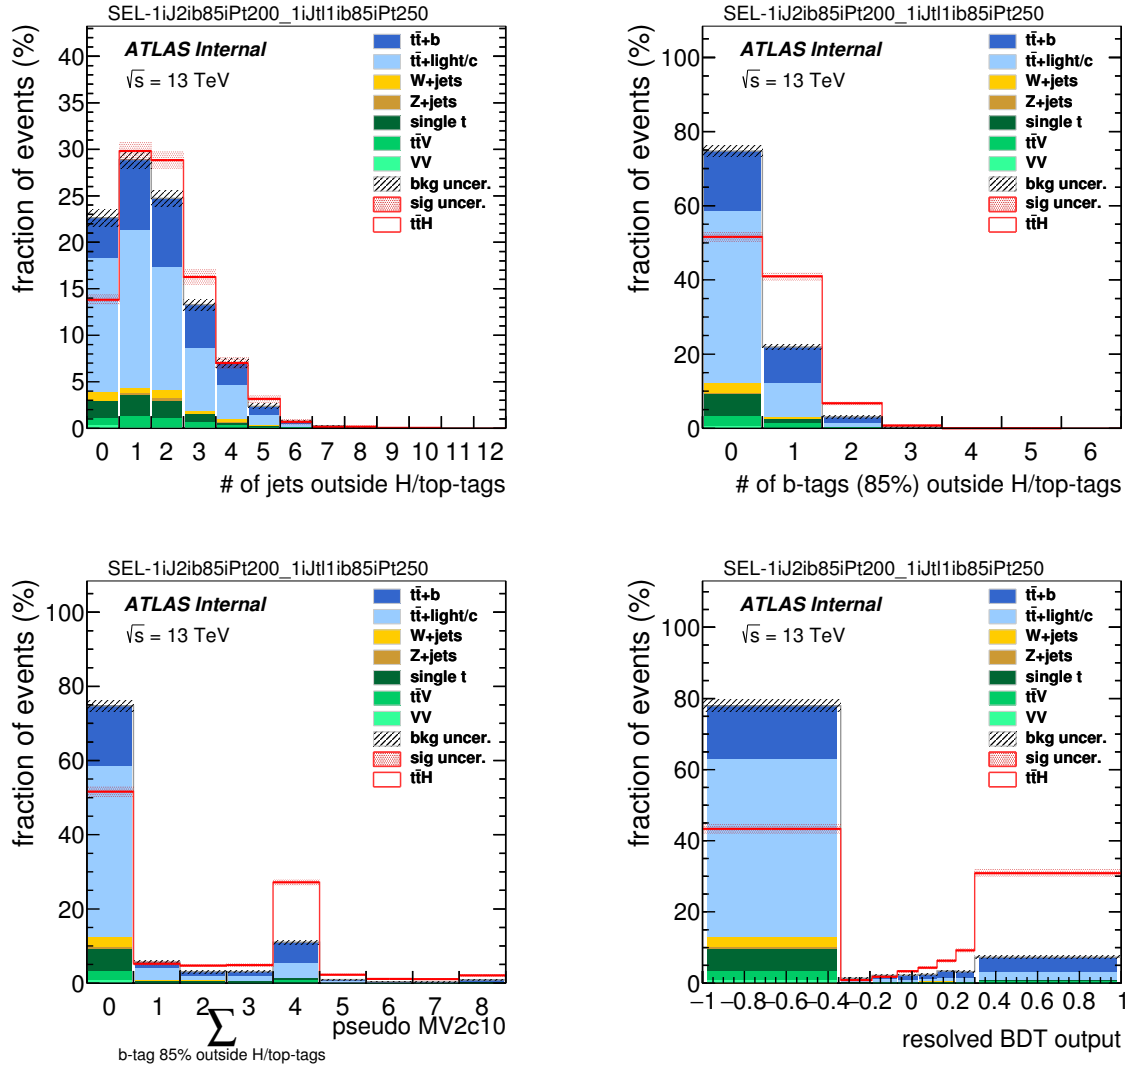 SEL-1iJ2ib85iPt200_1iJtl1ib85iPt250
fraction of events (%)
ATLAS Internal
√s = 13 TeV
tt̄+b
tt̄+light/c
W+jets
Z+jets
single t
tt̄V
VV
bkg uncer.
sig uncer.
tt̄H
40
35
30
25
20
15
10
5
0
0 1 2 3 4 5 6 7 8 9 10 11 12
# of jets outside H/top-tags
SEL-1iJ2ib85iPt200_1iJtl1ib85iPt250
fraction of events (%)
ATLAS Internal
√s = 13 TeV
tt̄+b
tt̄+light/c
W+jets
Z+jets
single t
tt̄V
VV
bkg uncer.
sig uncer.
tt̄H
100
80
60
40
20
0
0 1 2 3 4 5 6
# of b-tags (85%) outside H/top-tags
SEL-1iJ2ib85iPt200_1iJtl1ib85iPt250
fraction of events (%)
ATLAS Internal
√s = 13 TeV
tt̄+b
tt̄+light/c
W+jets
Z+jets
single t
tt̄V
VV
bkg uncer.
sig uncer.
tt̄H
100
80
60
40
20
0
0 1 2 3 4 5 6 7 8
∑ pseudo MV2c10
b-tag 85% outside H/top-tags
SEL-1iJ2ib85iPt200_1iJtl1ib85iPt250
fraction of events (%)
ATLAS Internal
√s = 13 TeV
tt̄+b
tt̄+light/c
W+jets
Z+jets
single t
tt̄V
VV
bkg uncer.
sig uncer.
tt̄H
100
80
60
40
20
0
−1 −0.8 −0.6 −0.4 −0.2 0 0.2 0.4 0.6 0.8 1
resolved BDT output